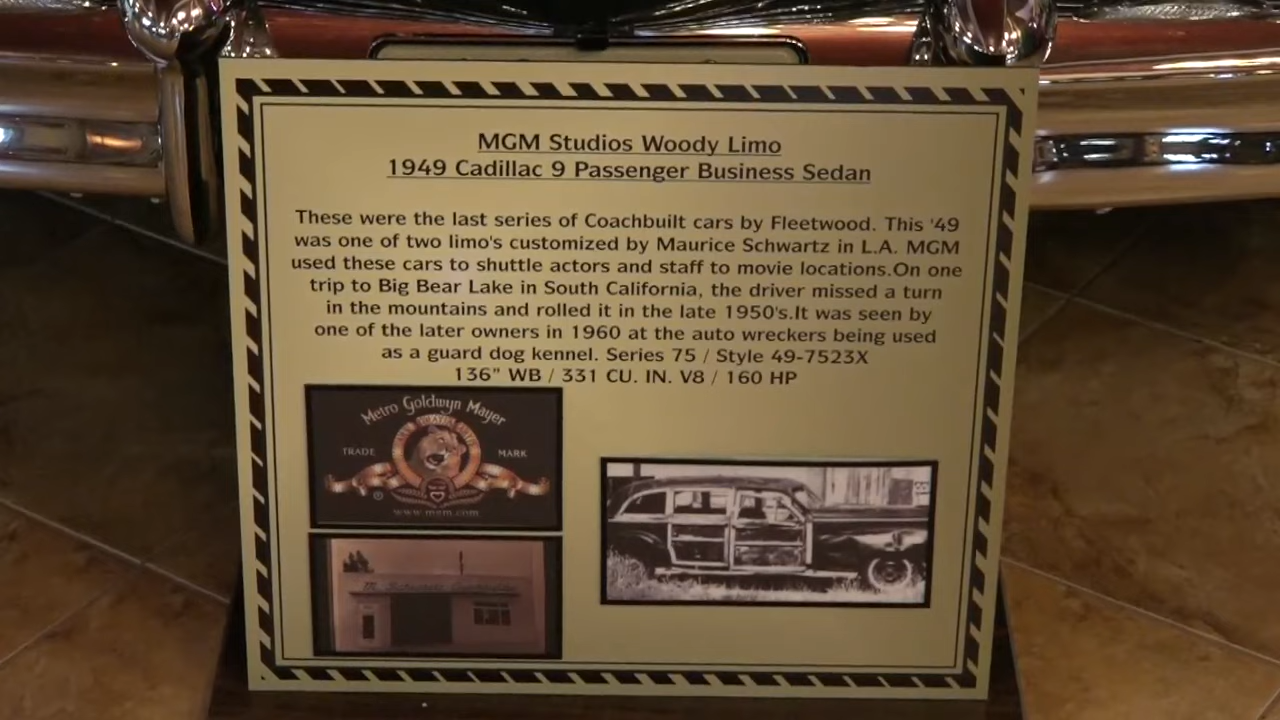 MGM Studios Woody Limo
1949 Cadillac 9 Passenger Business Sedan
These were the last series of Coachbuilt cars by Fleetwood. This '49
was one of two limo's customized by Maurice Schwartz in L.A. MGM
used these cars to shuttle actors and staff to movie locations.On one
trip to Big Bear Lake in South California, the driver missed a turn
in the mountains and rolled it in the late 1950's.It was seen by
one of the later owners in 1960 at the auto wreckers being used
as a guard dog kennel. Series 75 / Style 49-7523X
136" WB / 331 CU. IN. V8 / 160 HP
Metro Goldwyn Mayer
TRADE MARK
www.mgm.com